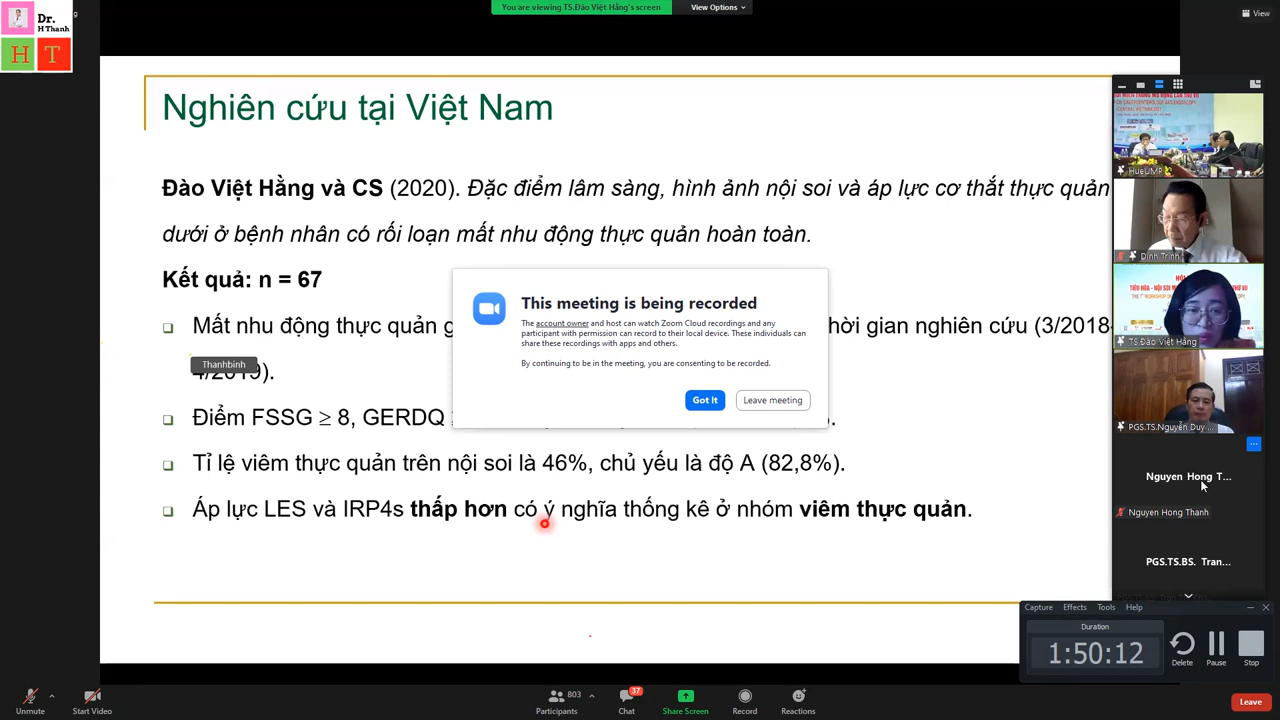 Dr.
H Thanh
H T
You are viewing TS.Đào Việt Hằng's screen
View Options
View
Nghiên cứu tại Việt Nam
Đào Việt Hằng và CS (2020). Đặc điểm lâm sàng, hình ảnh nội soi và áp lực cơ thắt thực quản
dưới ở bệnh nhân có rối loạn mất nhu động thực quản hoàn toàn.
Kết quả: n = 67
Mất nhu động thực quản
thời gian nghiên cứu (3/2018-
4/2019).
Thanhbinh
Điểm FSSG ≥ 8, GERDQ
Tỉ lệ viêm thực quản trên nội soi là 46%, chủ yếu là độ A (82,8%).
Áp lực LES và IRP4s thấp hơn có ý nghĩa thống kê ở nhóm viêm thực quản.
This meeting is being recorded
The account owner and host can watch Zoom Cloud recordings and any
participant with permission can record to their local device. These individuals can
share these recordings with apps and others.
By continuing to be in the meeting, you are consenting to be recorded.
Got It
Leave meeting
HueUMP
Dinh Trinh
TS.Đào Việt Hằng
PGS.TS.Nguyễn Duy ...
Nguyen Hong T...
Nguyen Hong Thanh
PGS.TS.BS. Tran...
Capture Effects Tools Help
Duration
1:50:12
Delete
Pause
Stop
Unmute
Start Video
803
Participants
37
Chat
Share Screen
Record
Reactions
Leave